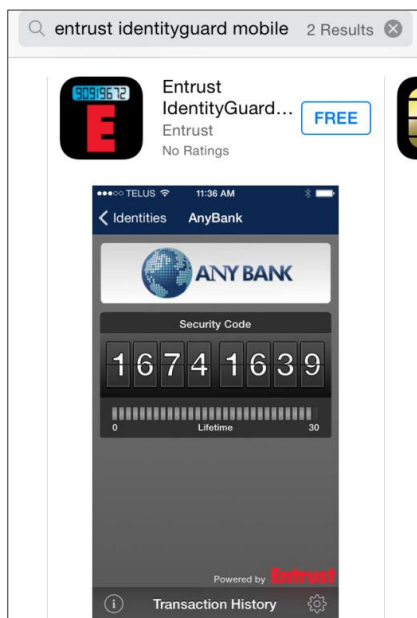 entrust identityguard mobile 2 Results
90919672
E
Entrust
IdentityGuard...
Entrust
No Ratings
FREE
TELUS 11:36 AM
Identities AnyBank
ANY BANK
Security Code
1674 1639
0 Lifetime 30
Powered by Entrust
Transaction History